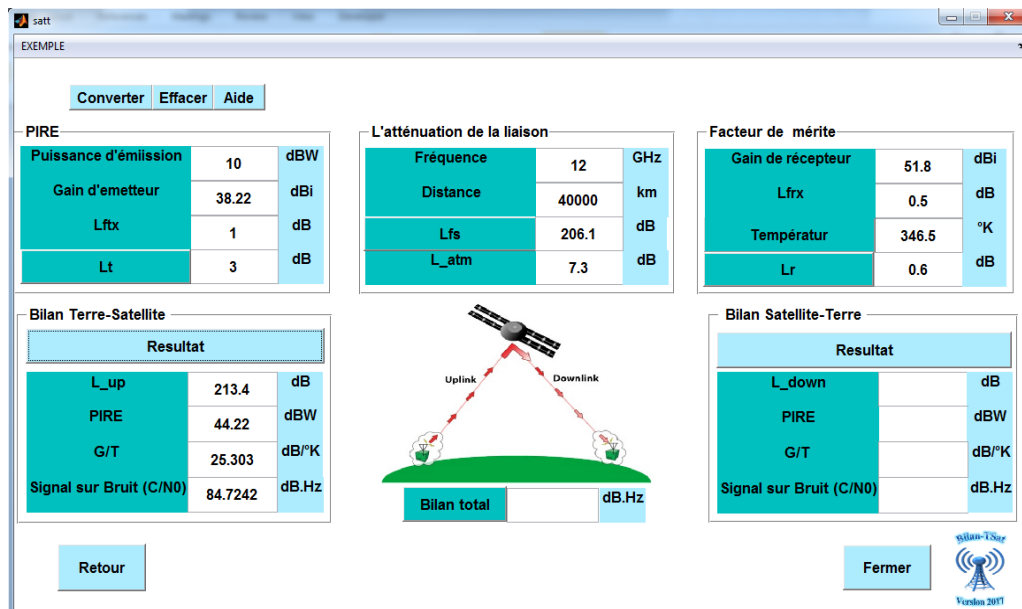 satt
EXEMPLE
Converter Effacer Aide
PIRE
Puissance d'émiission 10 dBW
Gain d'emetteur 38.22 dBi
Lftx 1 dB
Lt 3 dB
L'atténuation de la liaison
Fréquence 12 GHz
Distance 40000 km
Lfs 206.1 dB
L_atm 7.3 dB
Facteur de mérite
Gain de récepteur 51.8 dBi
Lfrx 0.5 dB
Températur 346.5 °K
Lr 0.6 dB
Bilan Terre-Satellite
Resultat
L_up 213.4 dB
PIRE 44.22 dBW
G/T 25.303 dB/°K
Signal sur Bruit (C/N0) 84.7242 dB.Hz
Uplink
Downlink
Bilan total dB.Hz
Bilan Satellite-Terre
Resultat
L_down dB
PIRE dBW
G/T dB/°K
Signal sur Bruit (C/N0) dB.Hz
Retour
Fermer
Bilan-TSat
Version 2017